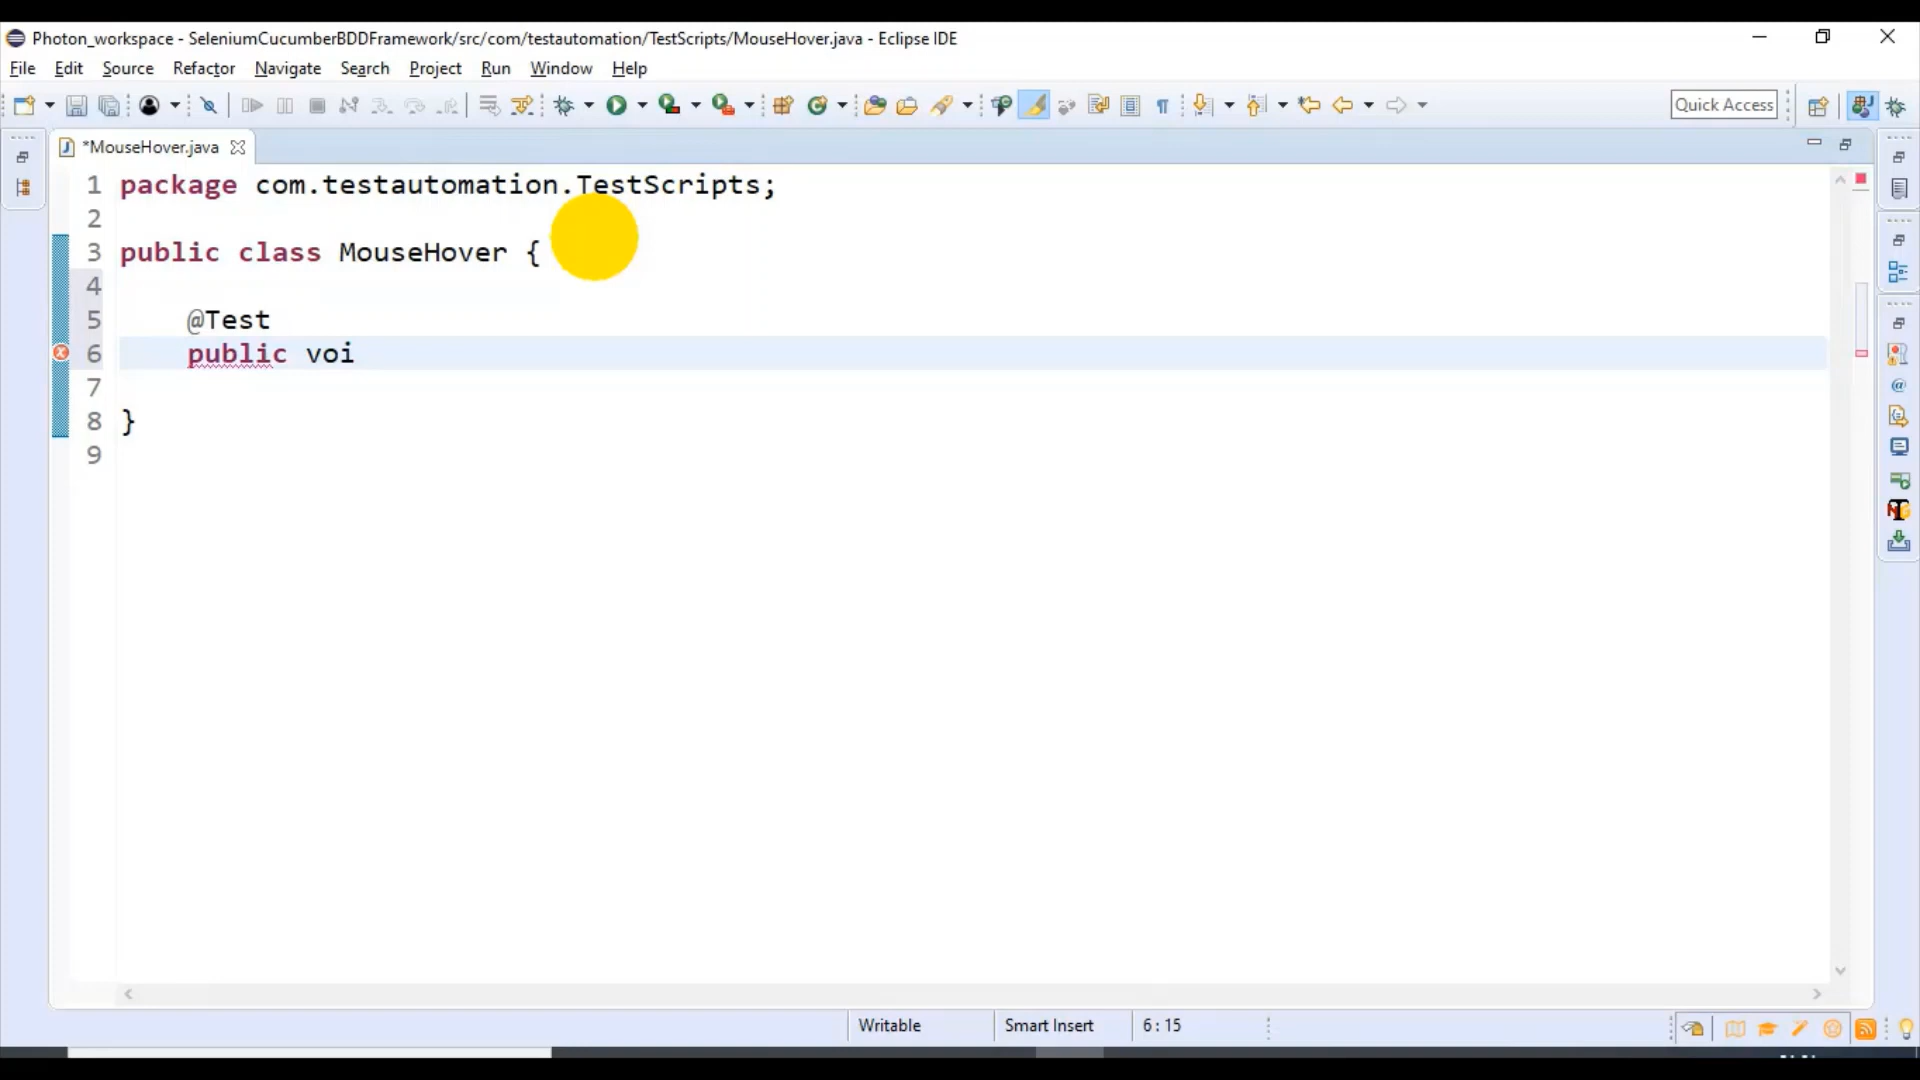 Photon_workspace - SeleniumCucumberBDDFramework/src/com/testautomation/TestScripts/MouseHover.java - Eclipse IDE
File Edit Source Refactor Navigate Search Project Run Window Help
Quick Access
*MouseHover.java
1 package com.testautomation.TestScripts;
2
3 public class MouseHover {
4
5 @Test
6 public voi
7
8 }
9
Writable Smart Insert 6 : 15